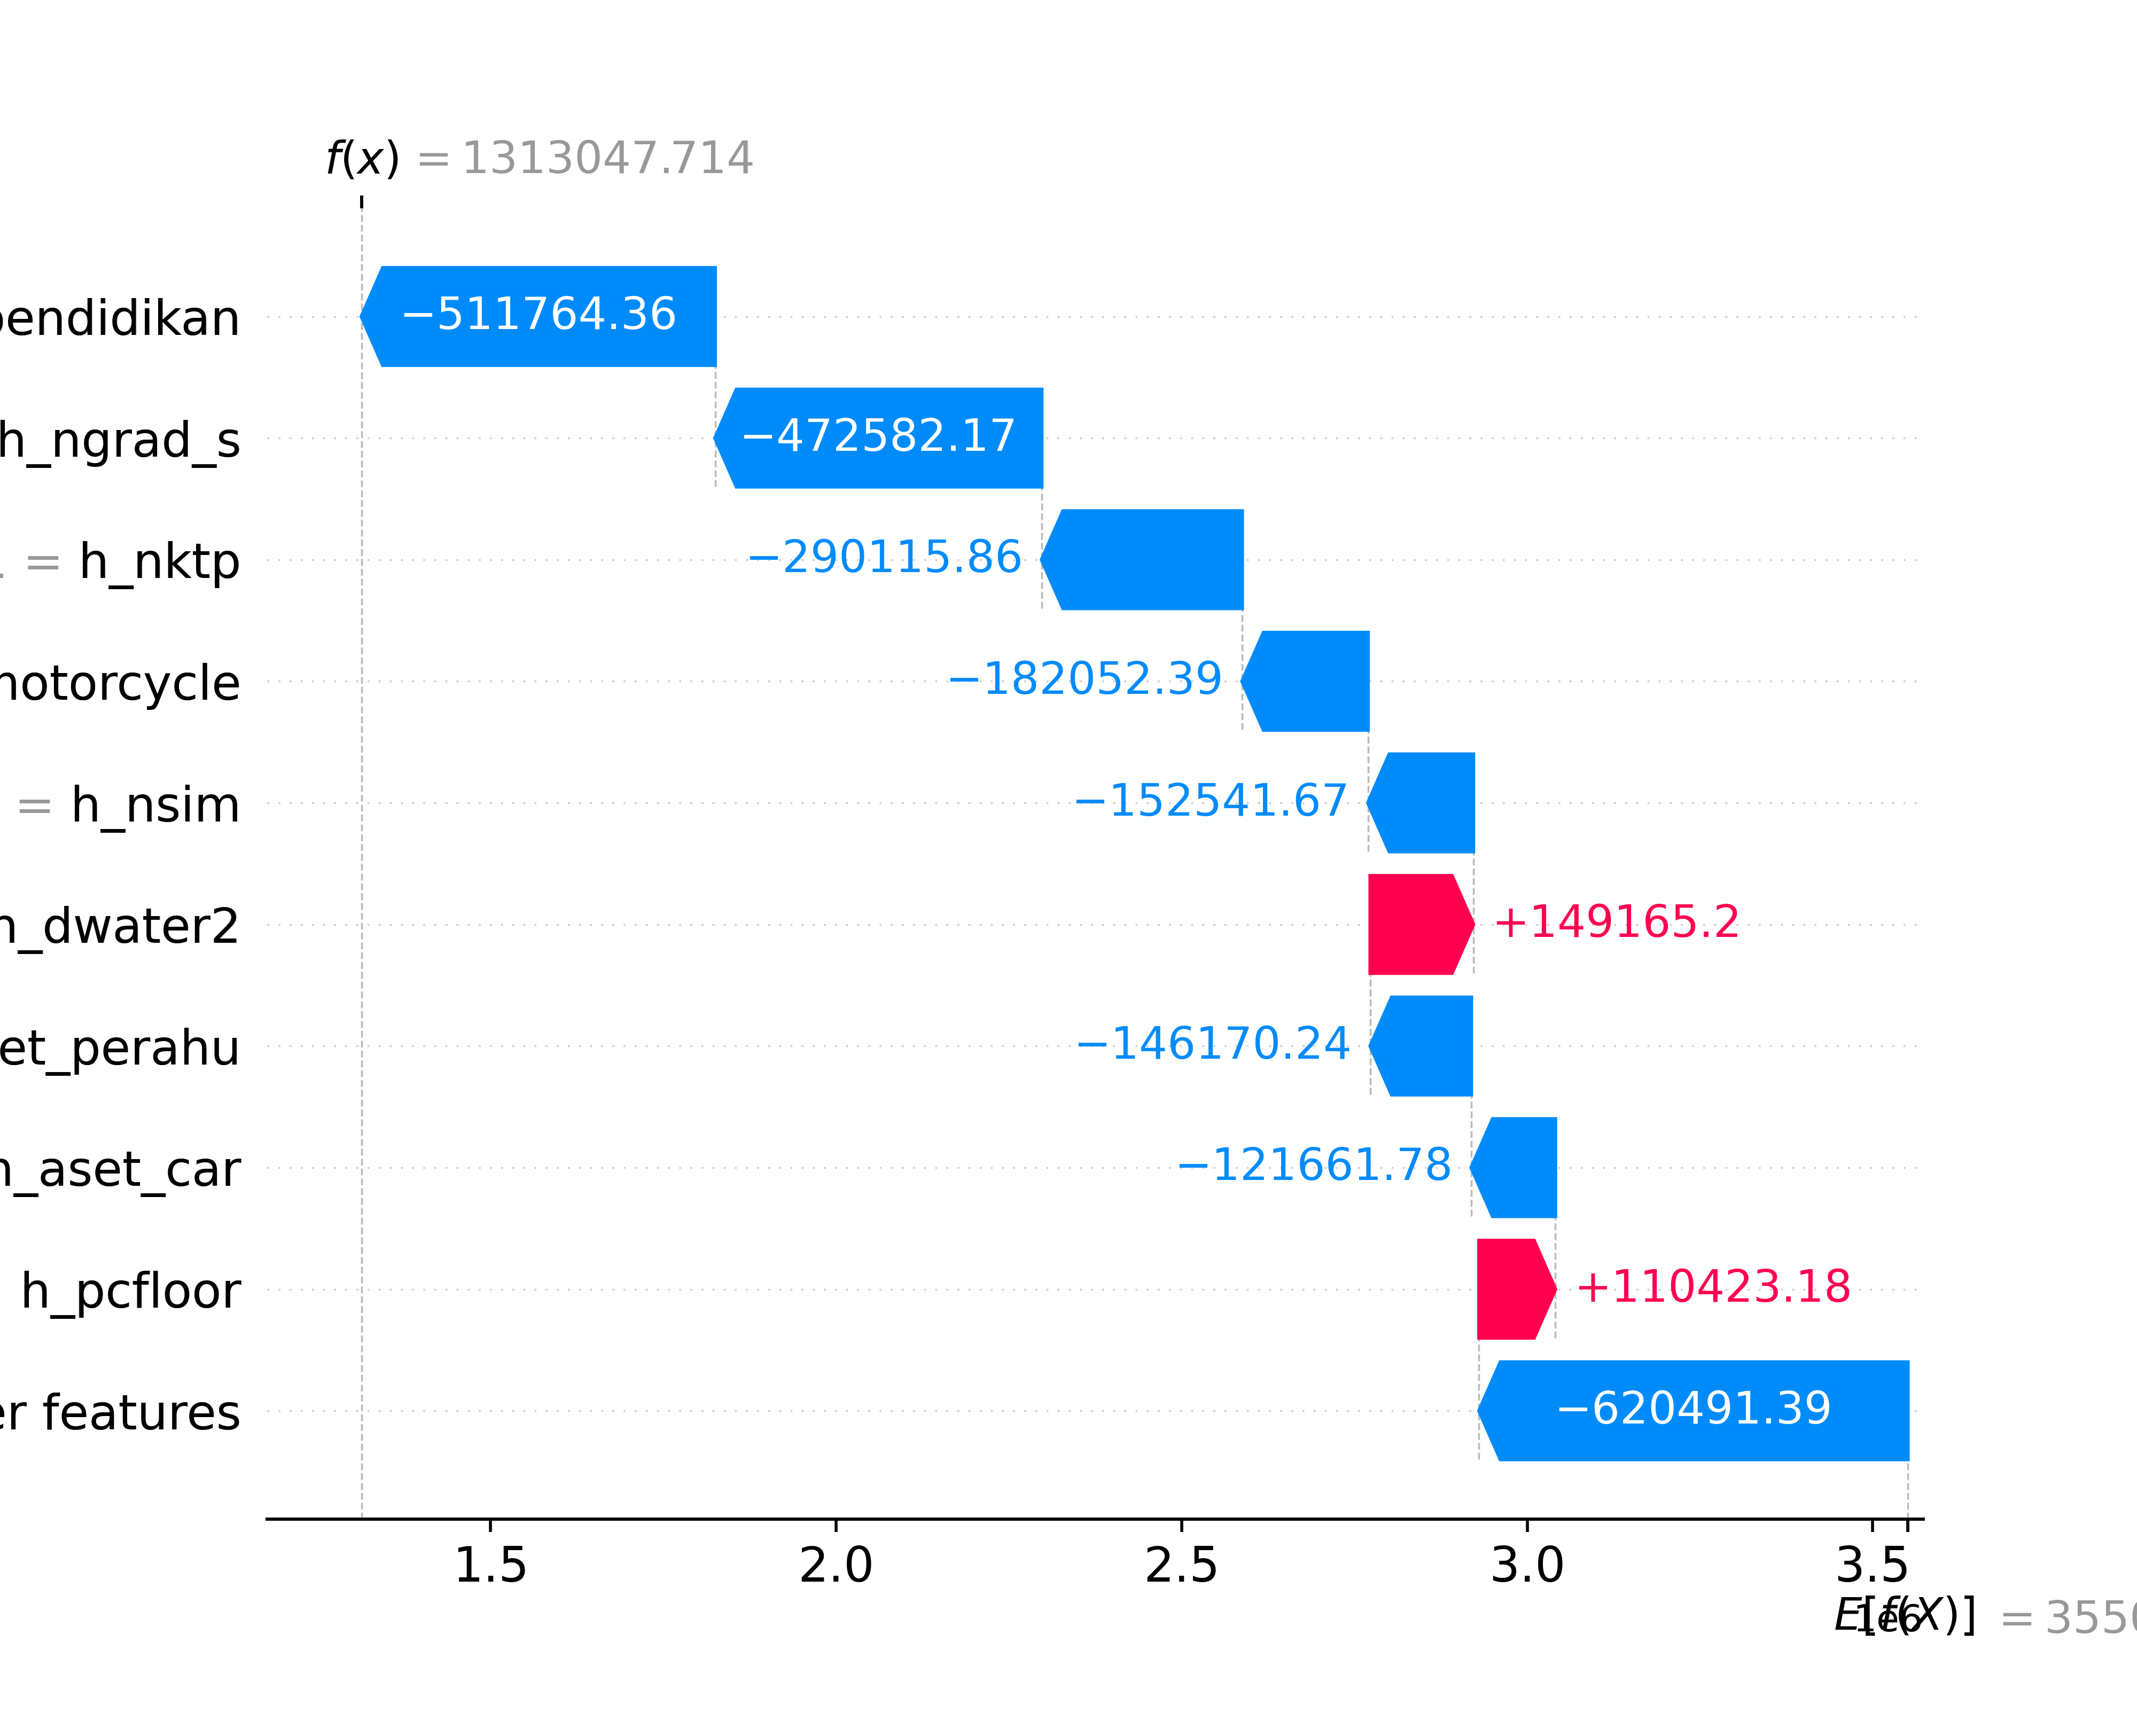 f(x) = 1313047.714
pendidikan −511764.36
h_ngrad_s −472582.17
= h_nktp −290115.86
motorcycle −182052.39
= h_nsim −152541.67
h_dwater2 +149165.2
et_perahu −146170.24
h_aset_car −121661.78
h_pcfloor +110423.18
er features −620491.39
1.5 2.0 2.5 3.0 3.5
1e6
E[f(X)] = 3550